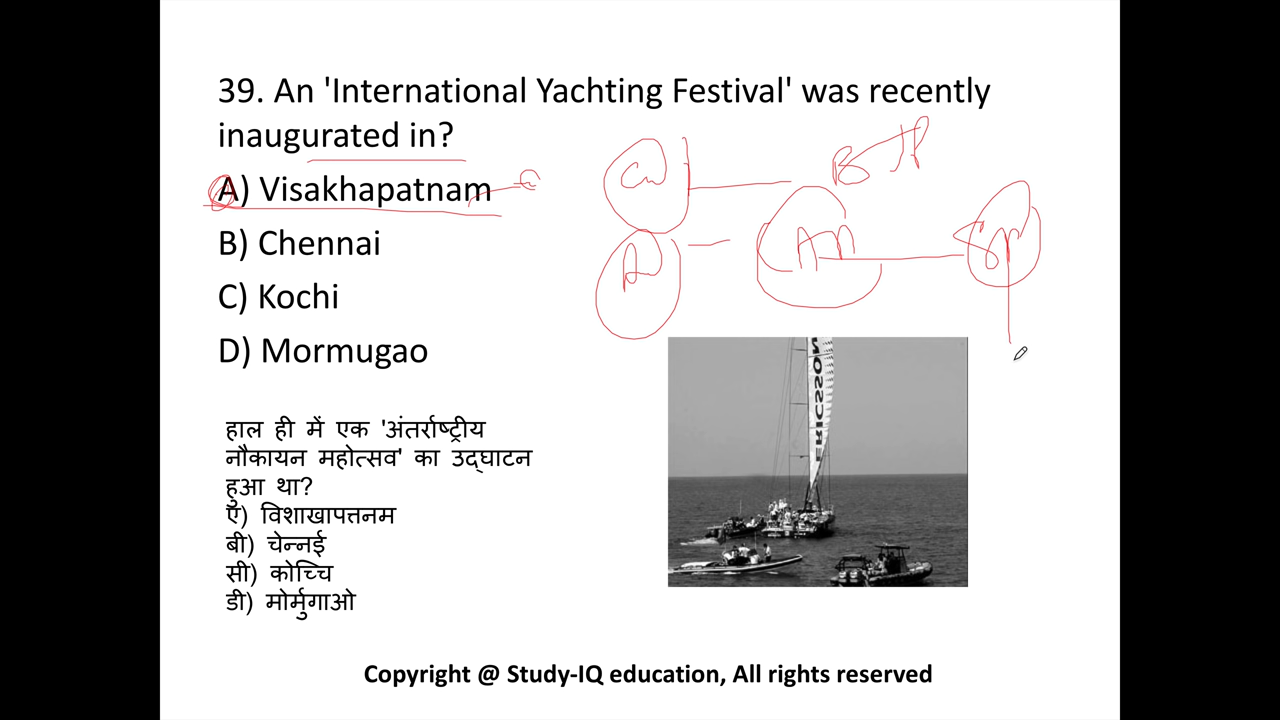 39. An 'International Yachting Festival' was recently
inaugurated in?
A) Visakhapatnam
B) Chennai
C) Kochi
D) Mormugao
हाल ही में एक 'अंतर्राष्ट्रीय
नौकायन महोत्सव' का उद्घाटन
हुआ था?
ए) विशाखापत्तनम
बी) चेन्नई
सी) कोच्चि
डी) मोर्मुगाओ
ERICSSON
Copyright @ Study-IQ education, All rights reserved